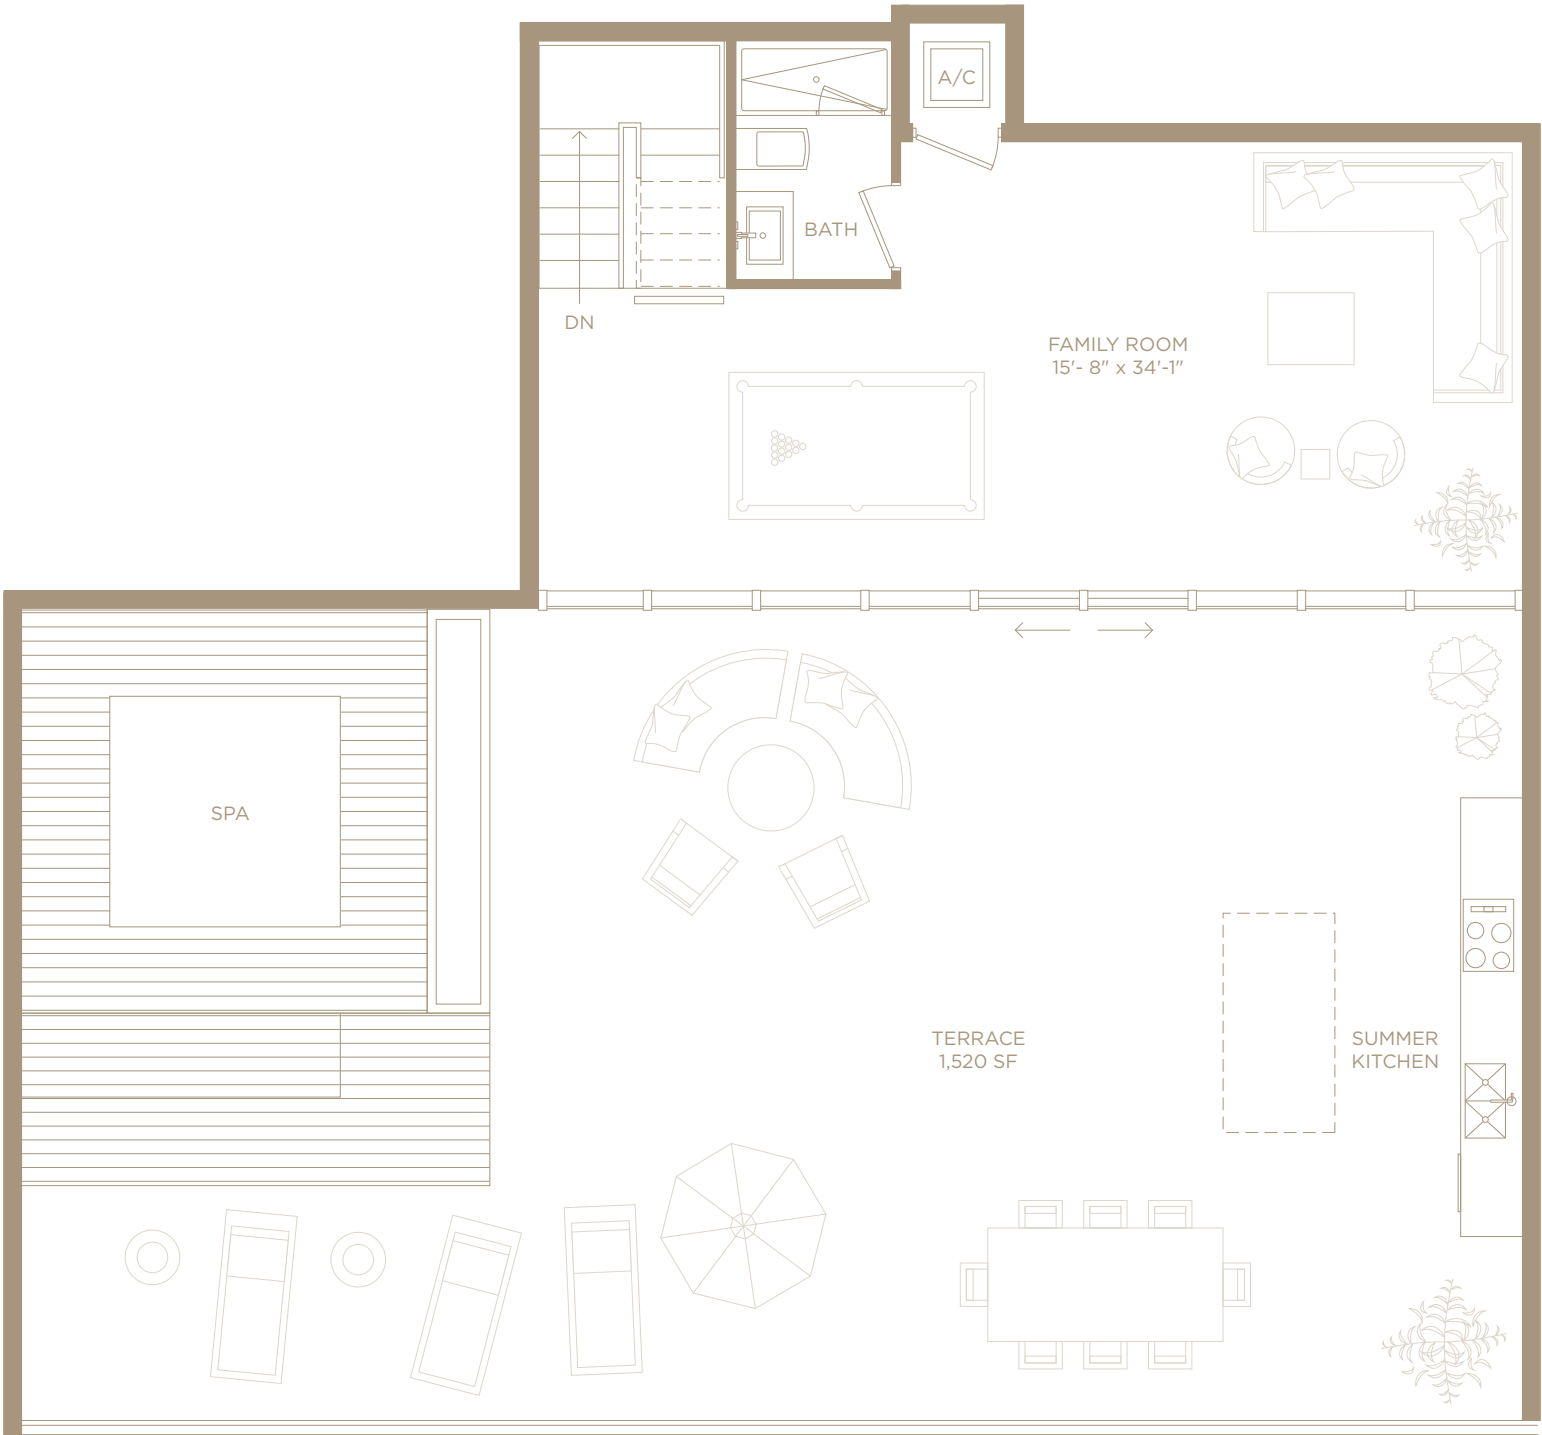 A/C
BATH
DN
FAMILY ROOM
15'- 8" x 34'-1"
SPA
TERRACE
1,520 SF
SUMMER
KITCHEN